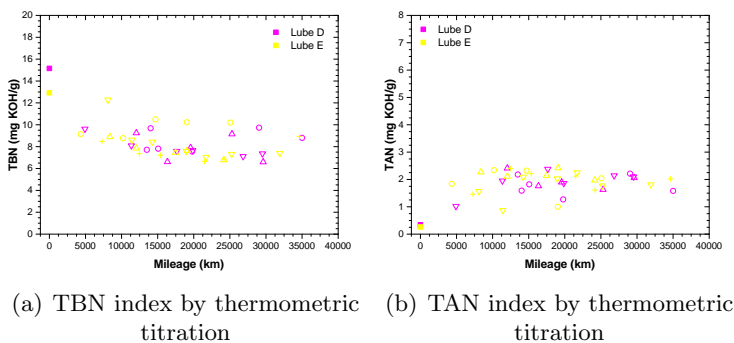 20
18
16
14
12
10
8
6
4
2
0
TBN (mg KOH/g)
Lube D
Lube E
0 5000 10000 15000 20000 25000 30000 35000 40000
Mileage (km)
(a) TBN index by thermometric
titration
8
7
6
5
4
3
2
1
0
TAN (mg KOH/g)
Lube D
Lube E
0 5000 10000 15000 20000 25000 30000 35000 40000
Mileage (km)
(b) TAN index by thermometric
titration